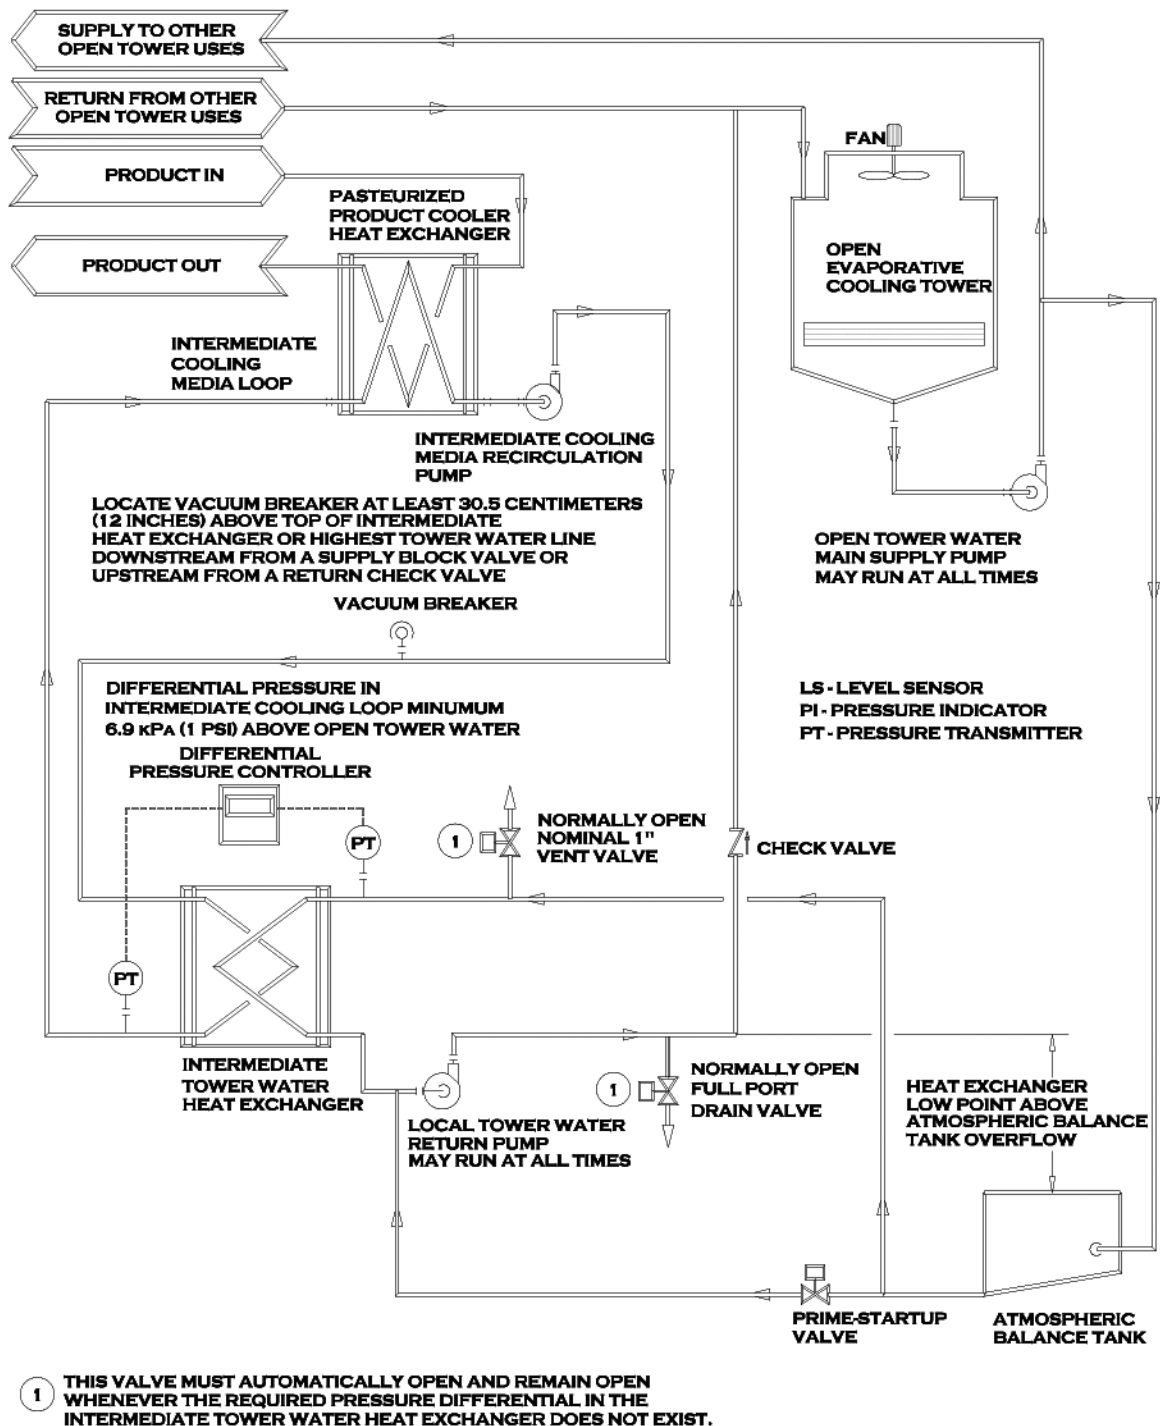 SUPPLY TO OTHER
OPEN TOWER USES
RETURN FROM OTHER
OPEN TOWER USES
PRODUCT IN
PRODUCT OUT
PASTEURIZED
PRODUCT COOLER
HEAT EXCHANGER
FAN
OPEN
EVAPORATIVE
COOLING TOWER
INTERMEDIATE
COOLING
MEDIA LOOP
INTERMEDIATE COOLING
MEDIA RECIRCULATION
PUMP
LOCATE VACUUM BREAKER AT LEAST 30.5 CENTIMETERS
(12 INCHES) ABOVE TOP OF INTERMEDIATE
HEAT EXCHANGER OR HIGHEST TOWER WATER LINE
DOWNSTREAM FROM A SUPPLY BLOCK VALVE OR
UPSTREAM FROM A RETURN CHECK VALVE
OPEN TOWER WATER
MAIN SUPPLY PUMP
MAY RUN AT ALL TIMES
VACUUM BREAKER
DIFFERENTIAL PRESSURE IN
INTERMEDIATE COOLING LOOP MINUMUM
6.9 KPA (1 PSI) ABOVE OPEN TOWER WATER
LS - LEVEL SENSOR
PI - PRESSURE INDICATOR
PT - PRESSURE TRANSMITTER
DIFFERENTIAL
PRESSURE CONTROLLER
PT
1
NORMALLY OPEN
NOMINAL 1"
VENT VALVE
CHECK VALVE
PT
INTERMEDIATE
TOWER WATER
HEAT EXCHANGER
LOCAL TOWER WATER
RETURN PUMP
MAY RUN AT ALL TIMES
1
NORMALLY OPEN
FULL PORT
DRAIN VALVE
HEAT EXCHANGER
LOW POINT ABOVE
ATMOSPHERIC BALANCE
TANK OVERFLOW
PRIME-STARTUP
VALVE
ATMOSPHERIC
BALANCE TANK
1 THIS VALVE MUST AUTOMATICALLY OPEN AND REMAIN OPEN
WHENEVER THE REQUIRED PRESSURE DIFFERENTIAL IN THE
INTERMEDIATE TOWER WATER HEAT EXCHANGER DOES NOT EXIST.